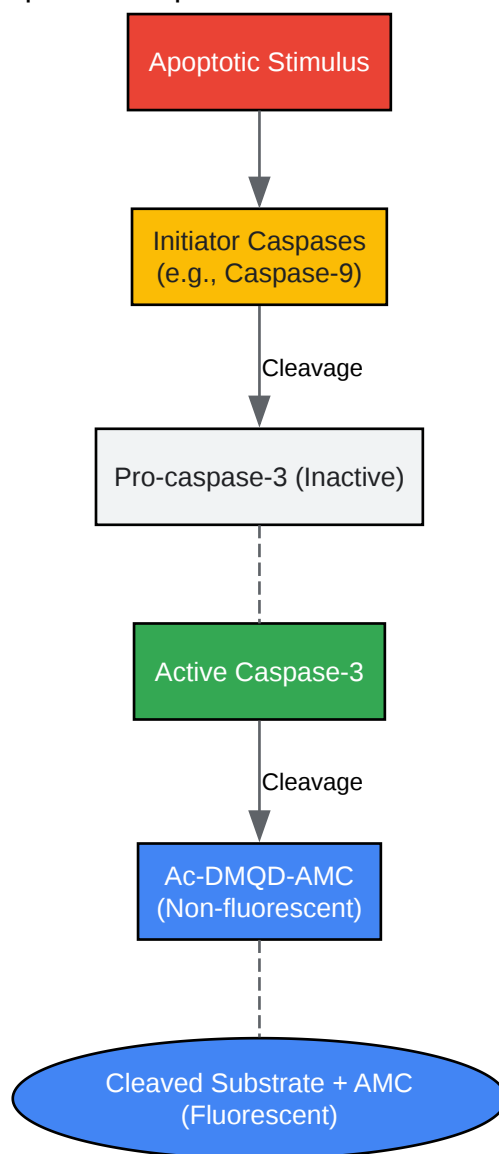 Apoptotic Stimulus
Initiator Caspases
(e.g., Caspase-9)
Cleavage
Pro-caspase-3 (Inactive)
Active Caspase-3
Cleavage
Ac-DMQD-AMC
(Non-fluorescent)
Cleaved Substrate + AMC
(Fluorescent)